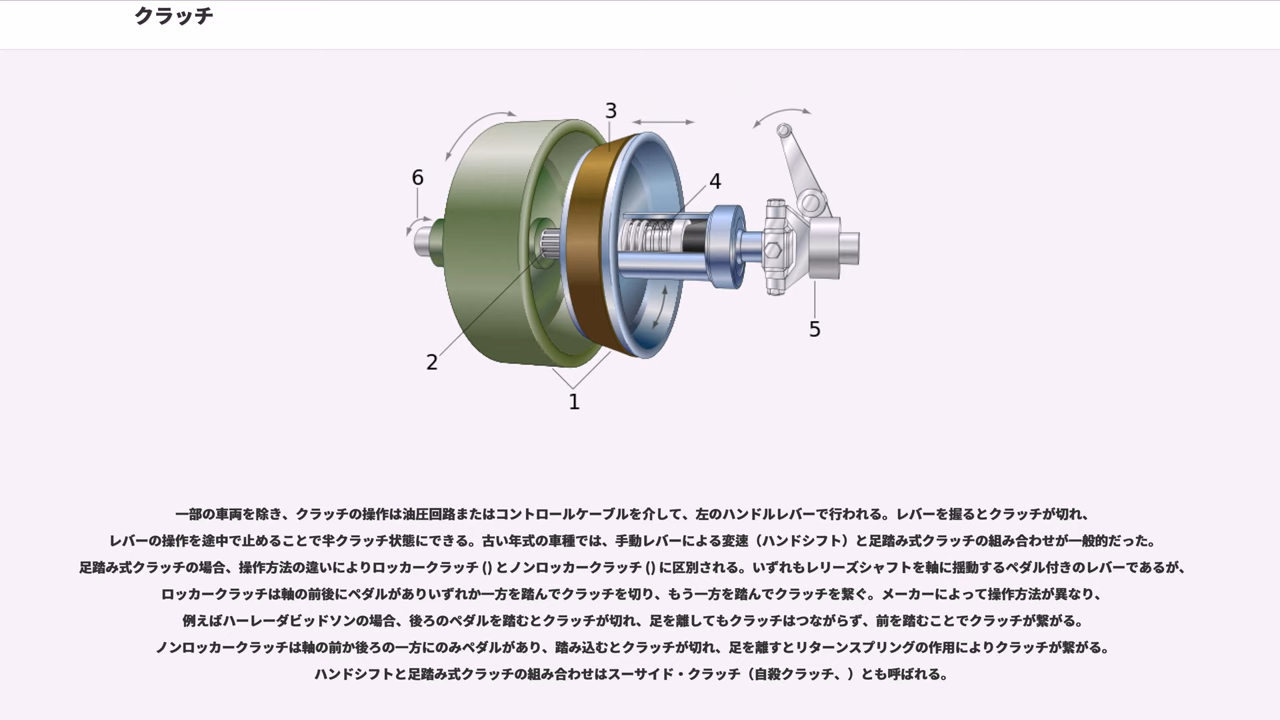 クラッチ
3
6
4
5
2
1
一部の車両を除き、クラッチの操作は油圧回路またはコントロールケーブルを介して、左のハンドルレバーで行われる。レバーを握るとクラッチが切れ、
レバーの操作を途中で止めることで半クラッチ状態にできる。古い年式の車種では、手動レバーによる変速（ハンドシフト）と足踏み式クラッチの組み合わせが一般的だった。
足踏み式クラッチの場合、操作方法の違いによりロッカークラッチ () とノンロッカークラッチ () に区別される。いずれもレリーズシャフトを軸に揺動するペダル付きのレバーであるが、
ロッカークラッチは軸の前後にペダルがありいずれか一方を踏んでクラッチを切り、もう一方を踏んでクラッチを繋ぐ。メーカーによって操作方法が異なり、
例えばハーレーダビッドソンの場合、後ろのペダルを踏むとクラッチが切れ、足を離してもクラッチはつながらず、前を踏むことでクラッチが繋がる。
ノンロッカークラッチは軸の前か後ろの一方にのみペダルがあり、踏み込むとクラッチが切れ、足を離すとリターンスプリングの作用によりクラッチが繋がる。
ハンドシフトと足踏み式クラッチの組み合わせはスーサイド・クラッチ（自殺クラッチ、）とも呼ばれる。